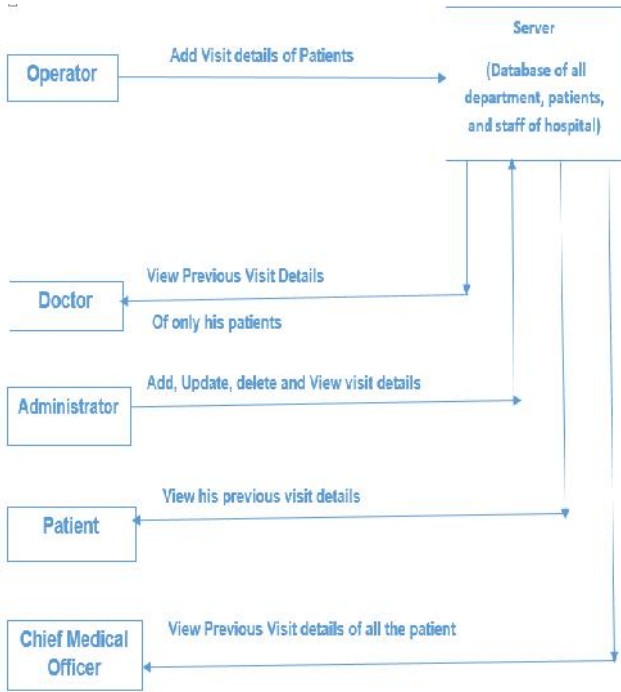 Server
(Database of all
department, patients,
and staff of hospital)
Add Visit details of Patients
Operator
View Previous Visit Details
Doctor
Of only his patients
Add, Update, delete and View visit details
Administrator
View his previous visit details
Patient
View Previous Visit details of all the patient
Chief Medical
Officer